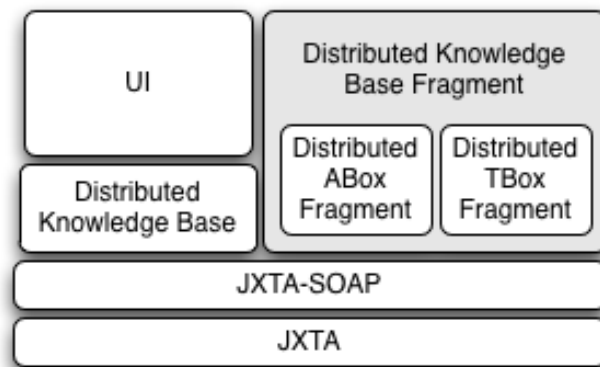 UI
Distributed Knowledge
Base Fragment
Distributed
ABox
Fragment
Distributed
TBox
Fragment
Distributed
Knowledge Base
JXTA-SOAP
JXTA